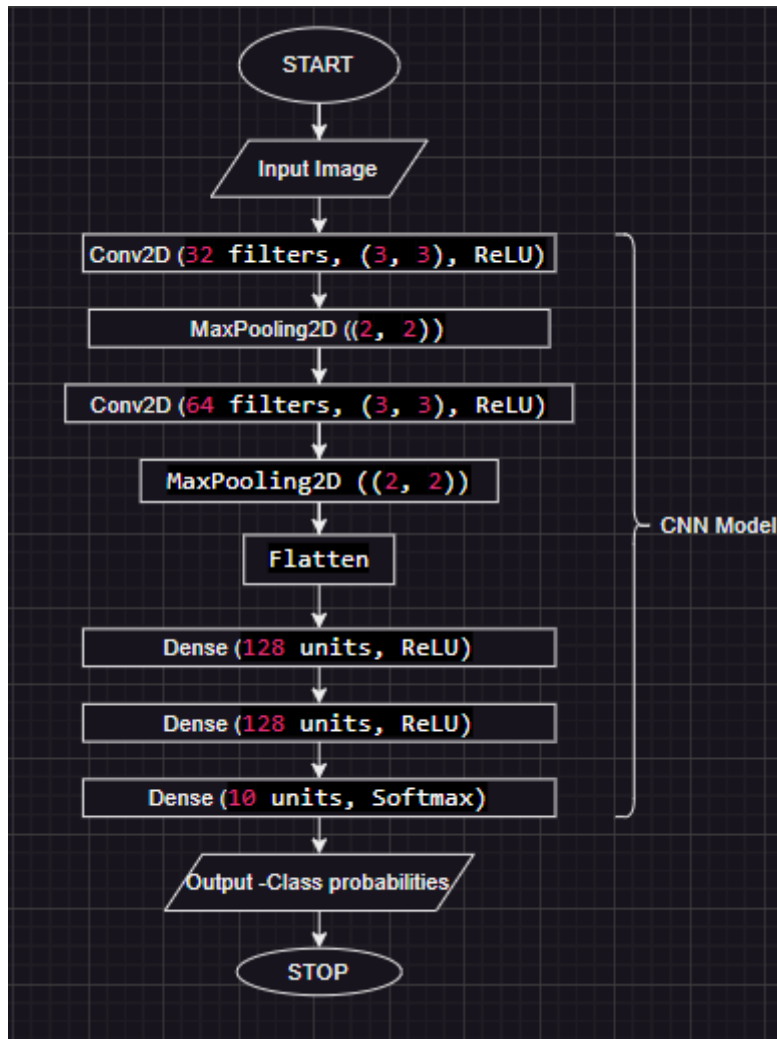 START
Input Image
Conv2D (32 filters, (3, 3), ReLU)
MaxPooling2D ((2, 2))
Conv2D (64 filters, (3, 3), ReLU)
MaxPooling2D ((2, 2))
CNN Model
Flatten
Dense (128 units, ReLU)
Dense (128 units, ReLU)
Dense (10 units, Softmax)
Output -Class probabilities
STOP